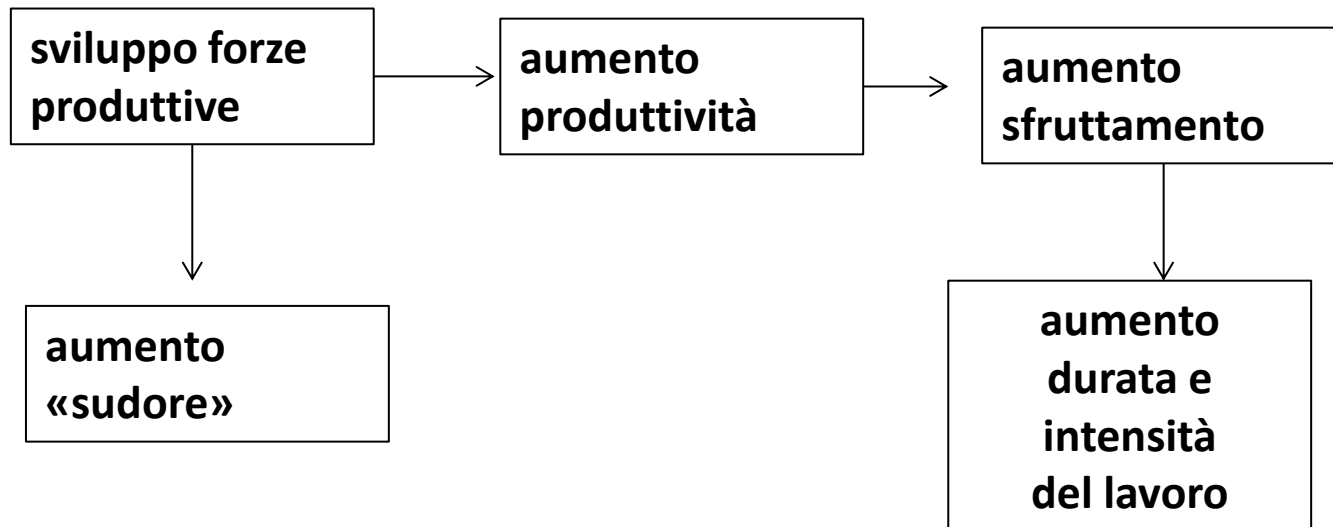 sviluppo forze
produttive
aumento
produttività
aumento
sfruttamento
aumento
«sudore»
aumento
durata e
intensità
del lavoro